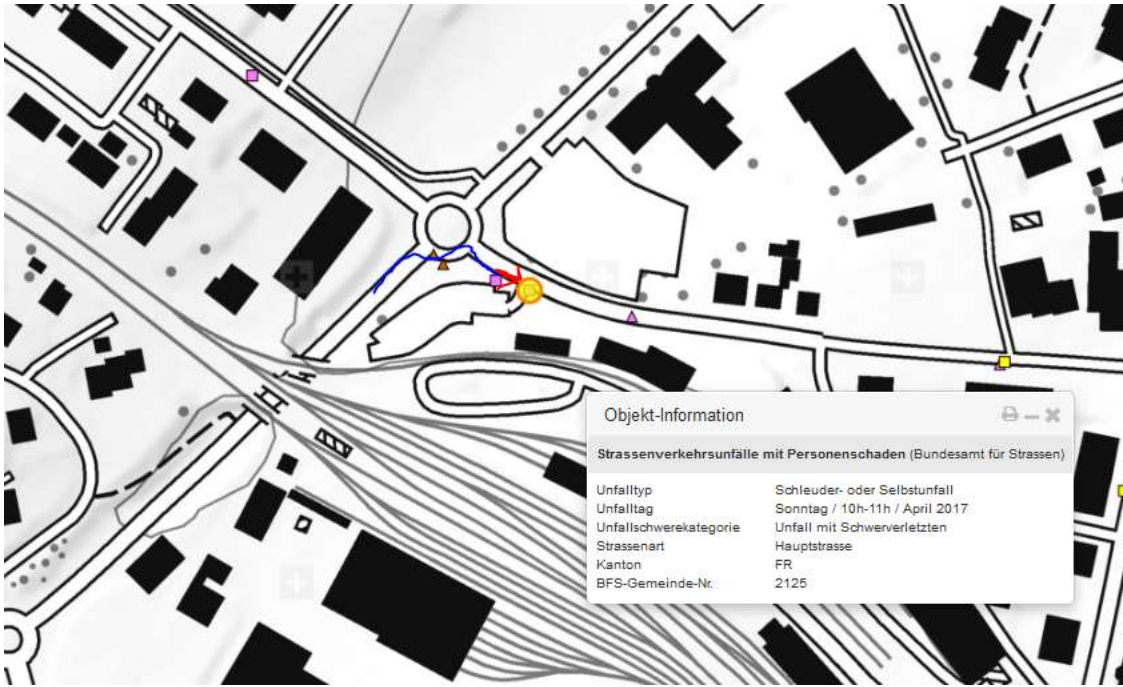 Objekt-Information
Strassenverkehrsunfälle mit Personenschaden (Bundesamt für Strassen)
Unfalltyp Schleuder- oder Selbstunfall
Unfalltag Sonntag / 10h-11h / April 2017
Unfallschwerekategorie Unfall mit Schwerverletzten
Strassenart Hauptstrasse
Kanton FR
BFS-Gemeinde-Nr. 2125